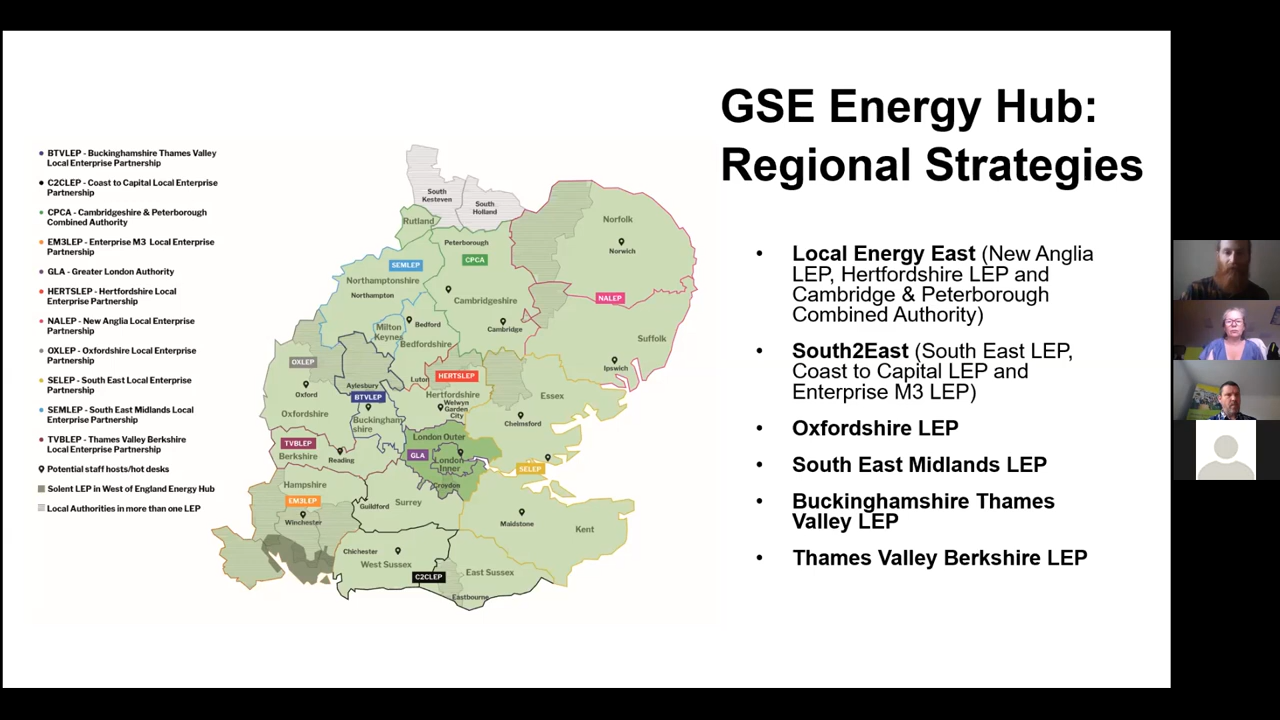 GSE Energy Hub:
Regional Strategies
BTVLEP - Buckinghamshire Thames Valley
Local Enterprise Partnership
C2CLEP - Coast to Capital Local Enterprise
Partnership
CPCA - Cambridgeshire & Peterborough
Combined Authority
EM3LEP - Enterprise M3 Local Enterprise
Partnership
GLA - Greater London Authority
HERTSLEP - Hertfordshire Local
Enterprise Partnership
NALEP - New Anglia Local Enterprise
Partnership
OXLEP - Oxfordshire Local Enterprise
Partnership
SELEP - South East Local Enterprise
Partnership
SEMLEP - South East Midlands Local
Enterprise Partnership
TVBLEP - Thames Valley Berkshire
Local Enterprise Partnership
Potential staff hosts/hot desks
Solent LEP in West of England Energy Hub
Local Authorities in more than one LEP
South
Kesteven
South
Holland
Rutland
Norfolk
Norwich
Peterborough
CPCA
SEMLEP
Northamptonshire
Northampton
Cambridgeshire
NALEP
Milton
Keynes
Bedford
Cambridge
Bedfordshire
Suffolk
OXLEP
Ipswich
Luton
HERTSLEP
Aylesbury
Oxford
BTVLEP
Hertfordshire
Welwyn
Garden
City
Essex
Oxfordshire
Buckingham
shire
Chelmsford
London Outer
TVBLEP
Berkshire
Reading
GLA
London
Inner
SELEP
Croydon
Hampshire
EM3LEP
Winchester
Guildford
Surrey
Maidstone
Kent
Chichester
West Sussex
C2CLEP
East Sussex
Eastbourne
• Local Energy East (New Anglia
LEP, Hertfordshire LEP and
Cambridge & Peterborough
Combined Authority)
• South2East (South East LEP,
Coast to Capital LEP and
Enterprise M3 LEP)
• Oxfordshire LEP
• South East Midlands LEP
• Buckinghamshire Thames
Valley LEP
• Thames Valley Berkshire LEP